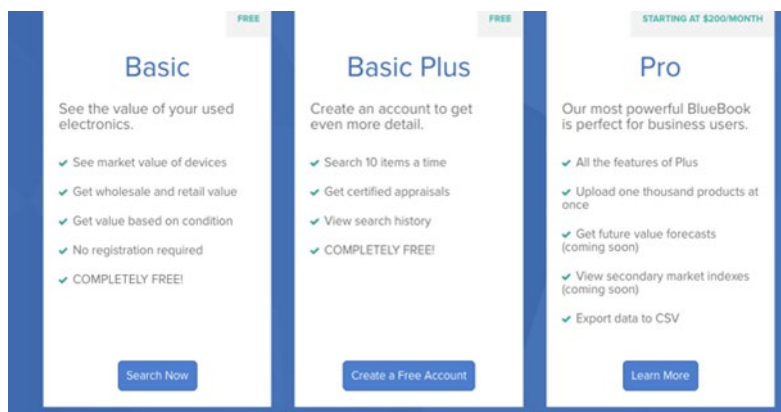 FREE
Basic
See the value of your used
electronics.
✔ See market value of devices
✔ Get wholesale and retail value
✔ Get value based on condition
✔ No registration required
✔ COMPLETELY FREE!
Search Now
FREE
Basic Plus
Create an account to get
even more detail.
✔ Search 10 items a time
✔ Get certified appraisals
✔ View search history
✔ COMPLETELY FREE!
Create a Free Account
STARTING AT $200/MONTH
Pro
Our most powerful BlueBook
is perfect for business users.
✔ All the features of Plus
✔ Upload one thousand products at
once
✔ Get future value forecasts
(coming soon)
✔ View secondary market indexes
(coming soon)
✔ Export data to CSV
Learn More